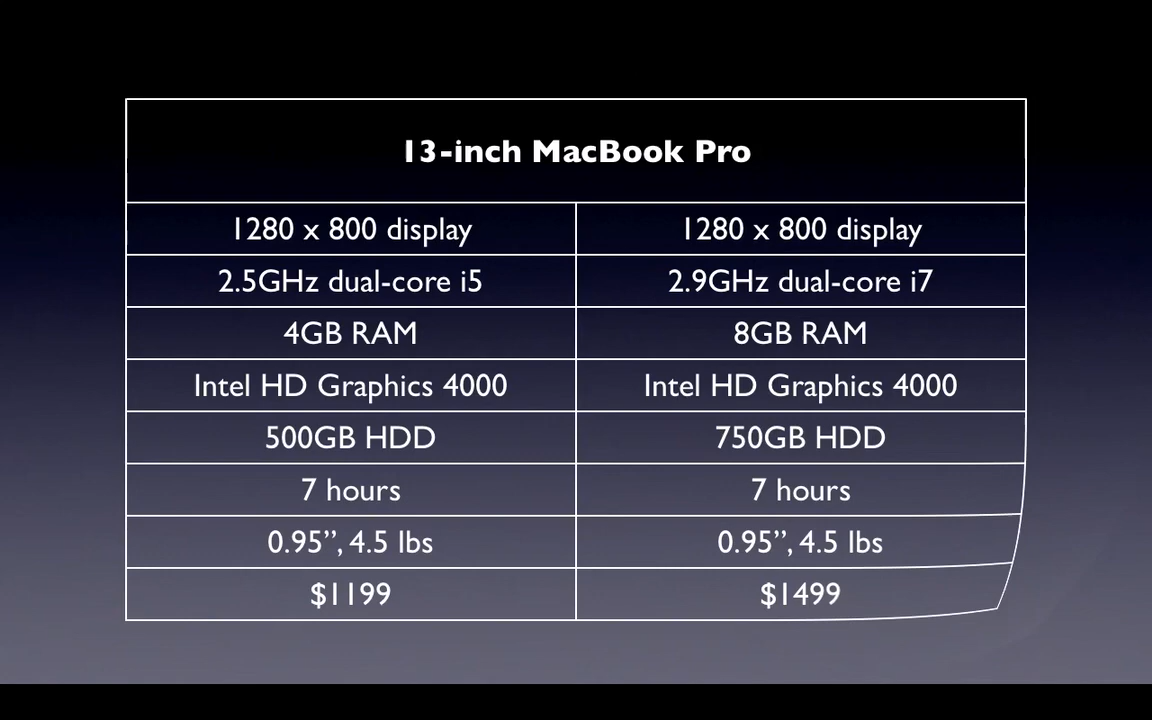 13-inch MacBook Pro
1280 x 800 display 1280 x 800 display
2.5GHz dual-core i5 2.9GHz dual-core i7
4GB RAM 8GB RAM
Intel HD Graphics 4000 Intel HD Graphics 4000
500GB HDD 750GB HDD
7 hours 7 hours
0.95”, 4.5 lbs 0.95”, 4.5 lbs
$1199 $1499